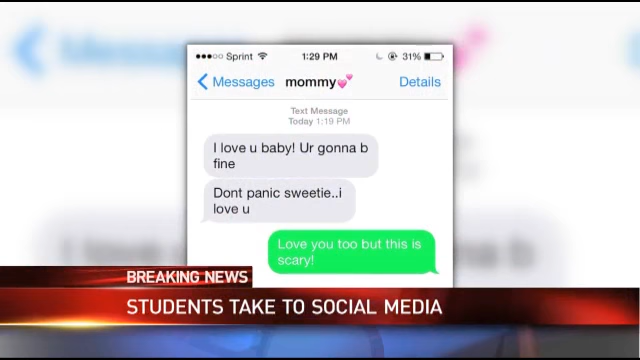 Sprint 1:29 PM 31%
Messages mommy💕 Details
Text Message
Today 1:19 PM
I love u baby! Ur gonna b
fine
Dont panic sweetie..i
love u
Love you too but this is
scary!
BREAKING NEWS
STUDENTS TAKE TO SOCIAL MEDIA